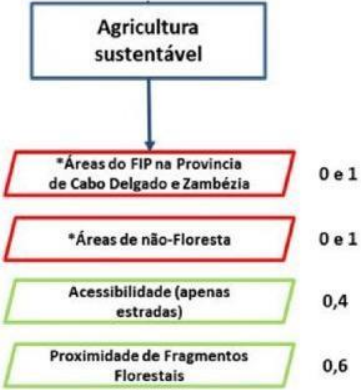 Agricultura
sustentável
*Áreas do FIP na Provincia
de Cabo Delgado e Zambézia
0 e 1
*Áreas de não-Floresta
0 e 1
Acessibilidade (apenas
estradas)
0,4
Proximidade de Fragmentos
Florestais
0,6